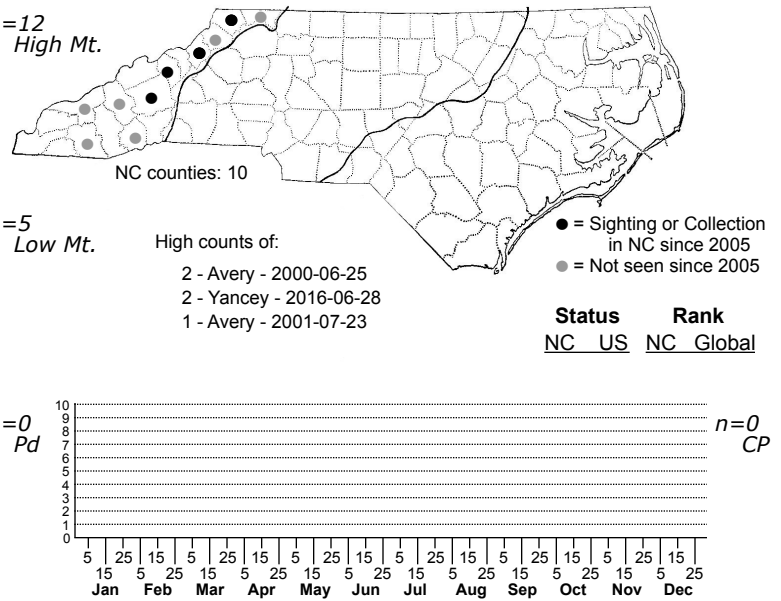 =12
High Mt.
NC counties: 10
=5
Low Mt.
High counts of:
2 - Avery - 2000-06-25
2 - Yancey - 2016-06-28
1 - Avery - 2001-07-23
= Sighting or Collection
in NC since 2005
= Not seen since 2005
Status Rank
NC US NC Global
=0
Pd
n=0
CP
10
9
8
7
6
5
4
3
2
1
0
5 25 15 5 25 15 5 25 15 5 25 15 5 25 15 5 25 15
15 5 25 15 5 25 15 5 25 15 5 25 15 5 25 15 5 25
Jan Feb Mar Apr May Jun Jul Aug Sep Oct Nov Dec